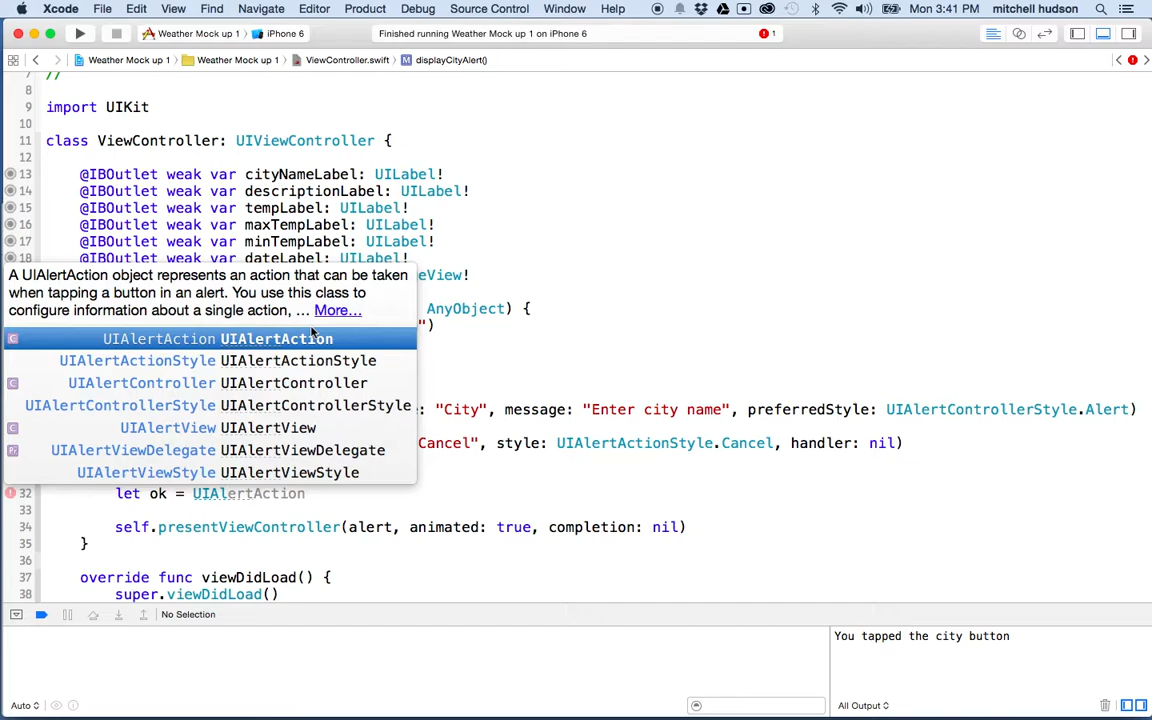 Xcode File Edit View Find Navigate Editor Product Debug Source Control Window Help Mon 3:41 PM mitchell hudson
Weather Mock up 1 iPhone 6 Finished running Weather Mock up 1 on iPhone 6 1
Weather Mock up 1 Weather Mock up 1 ViewController.swift displayCityAlert()
7 //
8
9 import UIKit
10
11 class ViewController: UIViewController {
12
13 @IBOutlet weak var cityNameLabel: UILabel!
14 @IBOutlet weak var descriptionLabel: UILabel!
15 @IBOutlet weak var tempLabel: UILabel!
16 @IBOutlet weak var maxTempLabel: UILabel!
17 @IBOutlet weak var minTempLabel: UILabel!
18 @IBOutlet weak var dateLabel: UILabel!
A UIAlertAction object represents an action that can be taken
when tapping a button in an alert. You use this class to
configure information about a single action, ... More...
eView!
AnyObject) {
")
C UIAlertAction UIAlertAction
UIAlertActionStyle UIAlertActionStyle
C UIAlertController UIAlertController
UIAlertControllerStyle UIAlertControllerStyle
C UIAlertView UIAlertView
Pr UIAlertViewDelegate UIAlertViewDelegate
UIAlertViewStyle UIAlertViewStyle
: "City", message: "Enter city name", preferredStyle: UIAlertControllerStyle.Alert)
Cancel", style: UIAlertActionStyle.Cancel, handler: nil)
32 let ok = UIAlertAction
33
34 self.presentViewController(alert, animated: true, completion: nil)
35 }
36
37 override func viewDidLoad() {
38 super.viewDidLoad()
No Selection
You tapped the city button
Auto
All Output